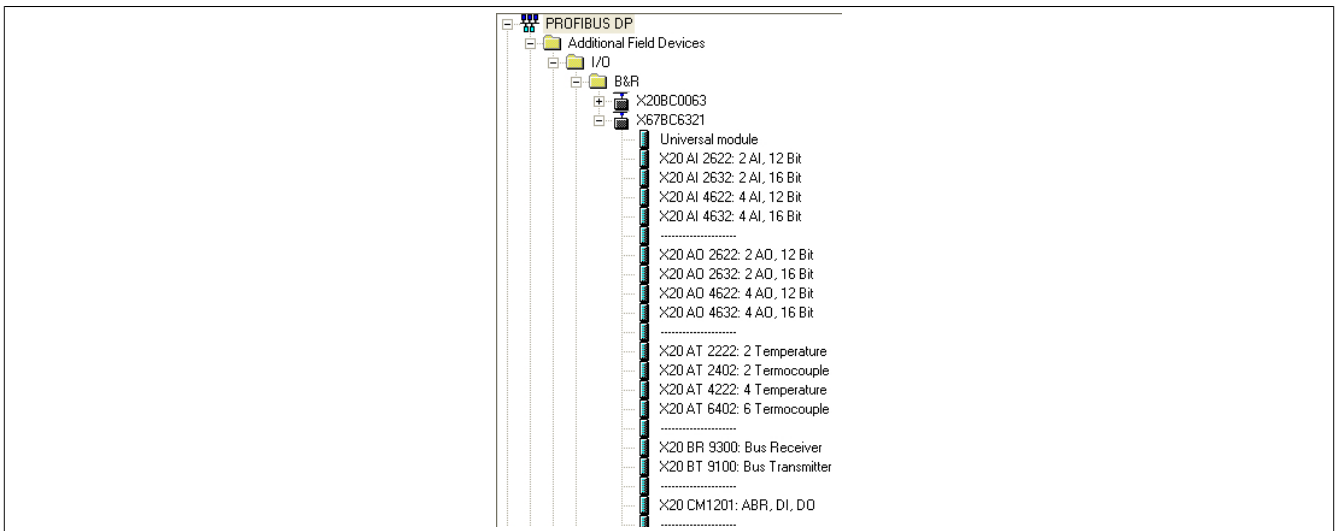 PROFIBUS DP
Additional Field Devices
I/O
B&R
X20BC0063
X67BC6321
Universal module
X20 AI 2622: 2 AI, 12 Bit
X20 AI 2632: 2 AI, 16 Bit
X20 AI 4622: 4 AI, 12 Bit
X20 AI 4632: 4 AI, 16 Bit
--------------------
X20 AO 2622: 2 AO, 12 Bit
X20 AO 2632: 2 AO, 16 Bit
X20 AO 4622: 4 AO, 12 Bit
X20 AO 4632: 4 AO, 16 Bit
--------------------
X20 AT 2222: 2 Temperature
X20 AT 2402: 2 Termocouple
X20 AT 4222: 4 Temperature
X20 AT 6402: 6 Termocouple
--------------------
X20 BR 9300: Bus Receiver
X20 BT 9100: Bus Transmitter
--------------------
X20 CM1201: ABR, DI, DO
--------------------